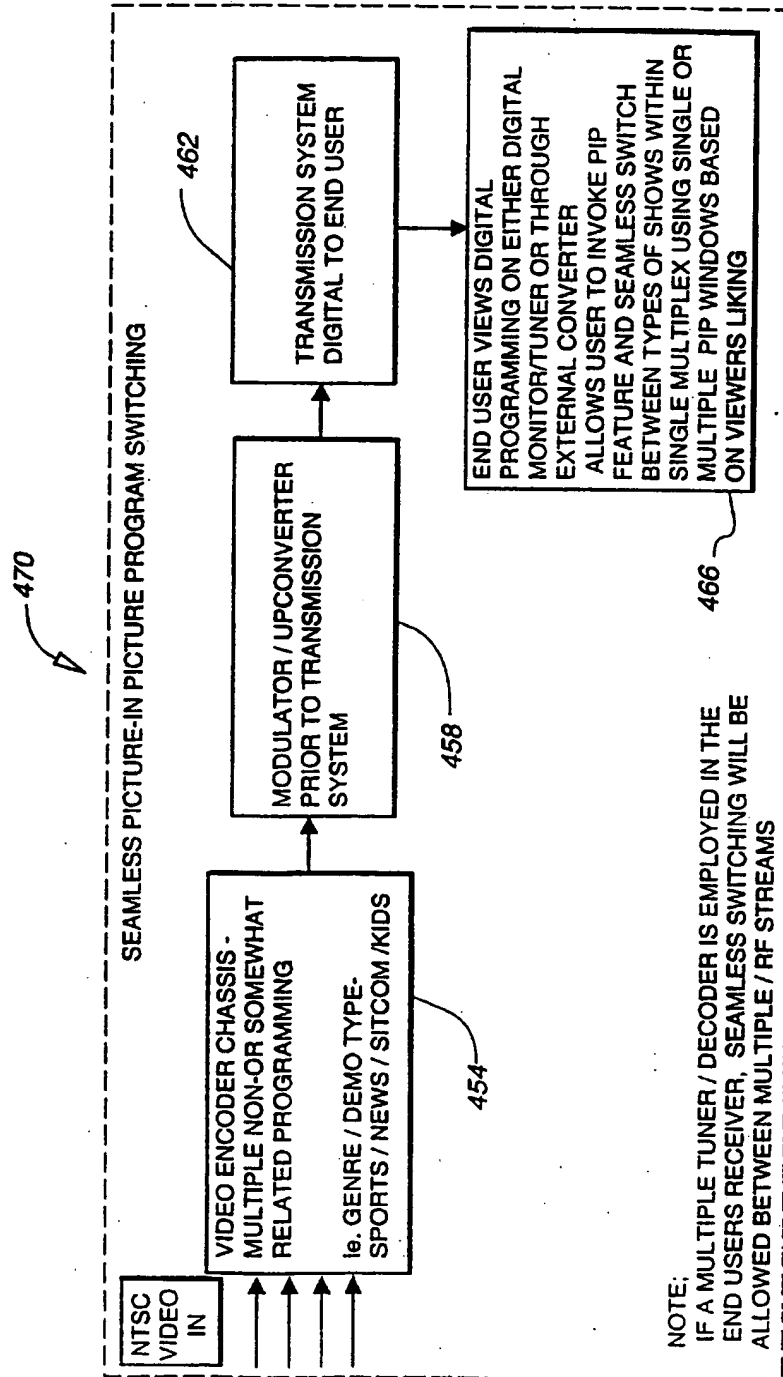 470
SEAMLESS PICTURE-IN PICTURE PROGRAM SWITCHING
NTSC
VIDEO
IN
VIDEO ENCODER CHASSIS -
MULTIPLE NON-OR SOMEWHAT
RELATED PROGRAMMING
ie. GENRE / DEMO TYPE-
SPORTS / NEWS / SITCOM /KIDS
454
MODULATOR / UPCONVERTER
PRIOR TO TRANSMISSION
SYSTEM
458
TRANSMISSION SYSTEM
DIGITAL TO END USER
462
END USER VIEWS DIGITAL
PROGRAMMING ON EITHER DIGITAL
MONITOR/TUNER OR THROUGH
EXTERNAL CONVERTER
ALLOWS USER TO INVOKE PIP
FEATURE AND SEAMLESS SWITCH
BETWEEN TYPES OF SHOWS WITHIN
SINGLE MULTIPLEX USING SINGLE OR
MULTIPLE PIP WINDOWS BASED
ON VIEWERS LIKING
466
NOTE;
IF A MULTIPLE TUNER / DECODER IS EMPLOYED IN THE
END USERS RECEIVER, SEAMLESS SWITCHING WILL BE
ALLOWED BETWEEN MULTIPLE / RF STREAMS